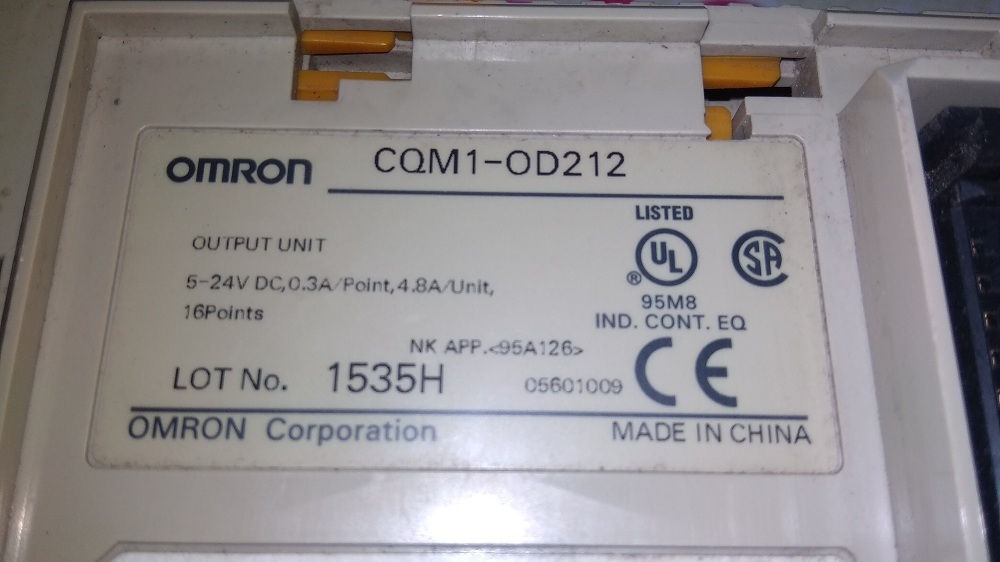 OMRON CQM1-OD212
LISTED
UL
®
SA
OUTPUT UNIT
5-24V DC,0.3A/Point,4.8A/Unit,
16Points
95M8
IND. CONT. EQ
NK APP.<95A126>
LOT No. 1535H 05601009 CE
OMRON Corporation MADE IN CHINA